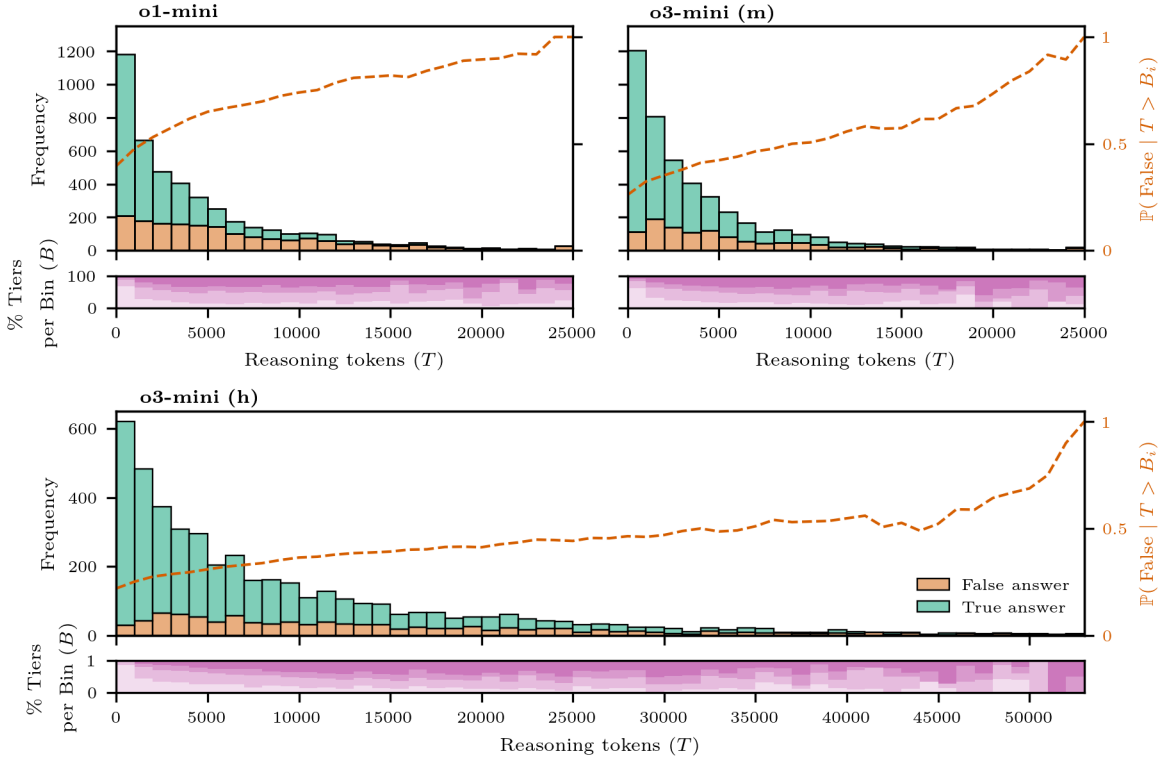 o1-mini
o3-mini (m)
Frequency
0
200
400
600
800
1000
1200
0
0.5
1
ℙ( False | T > B_i)
% Tiers
per Bin (B)
0
100
0 5000 10000 15000 20000 25000
0 5000 10000 15000 20000 25000
Reasoning tokens (T)
Reasoning tokens (T)
o3-mini (h)
Frequency
0
200
400
600
0
0.5
1
ℙ( False | T > B_i)
False answer
True answer
% Tiers
per Bin (B)
0
1
0 5000 10000 15000 20000 25000 30000 35000 40000 45000 50000
Reasoning tokens (T)